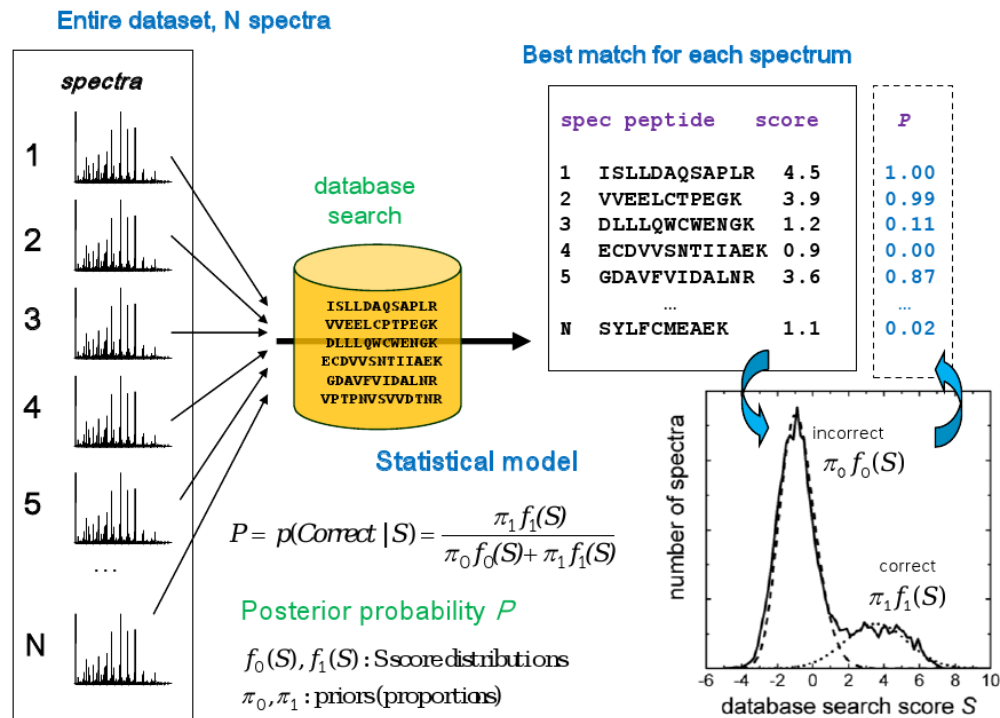 Entire dataset, N spectra
spectra
1
2
3
4
5
...
N
database
search
ISLLDAQSAPLR
VVEELCPTPEGK
DLLLQWCWENGK
ECDVVSNTIIAEK
GDAVFVIDALNR
VPTPNVSVVDTNR
Best match for each spectrum
spec peptide score P
1 ISLLDAQSAPLR 4.5 1.00
2 VVEELCTPEGK 3.9 0.99
3 DLLLQWCWENGK 1.2 0.11
4 ECDVVSNTIIAEK 0.9 0.00
5 GDAVFVIDALNR 3.6 0.87
… …
N SYLFCMEAEK 1.1 0.02
Statistical model
P = p(Correct | S) = π₁f₁(S) / π₀f₀(S) + π₁f₁(S)
Posterior probability P
f₀(S), f₁(S) : S score distributions
π₀, π₁ : priors (proportions)
number of spectra
incorrect
π₀f₀(S)
correct
π₁f₁(S)
-6 -4 -2 0 2 4 6 8 10
database search score S